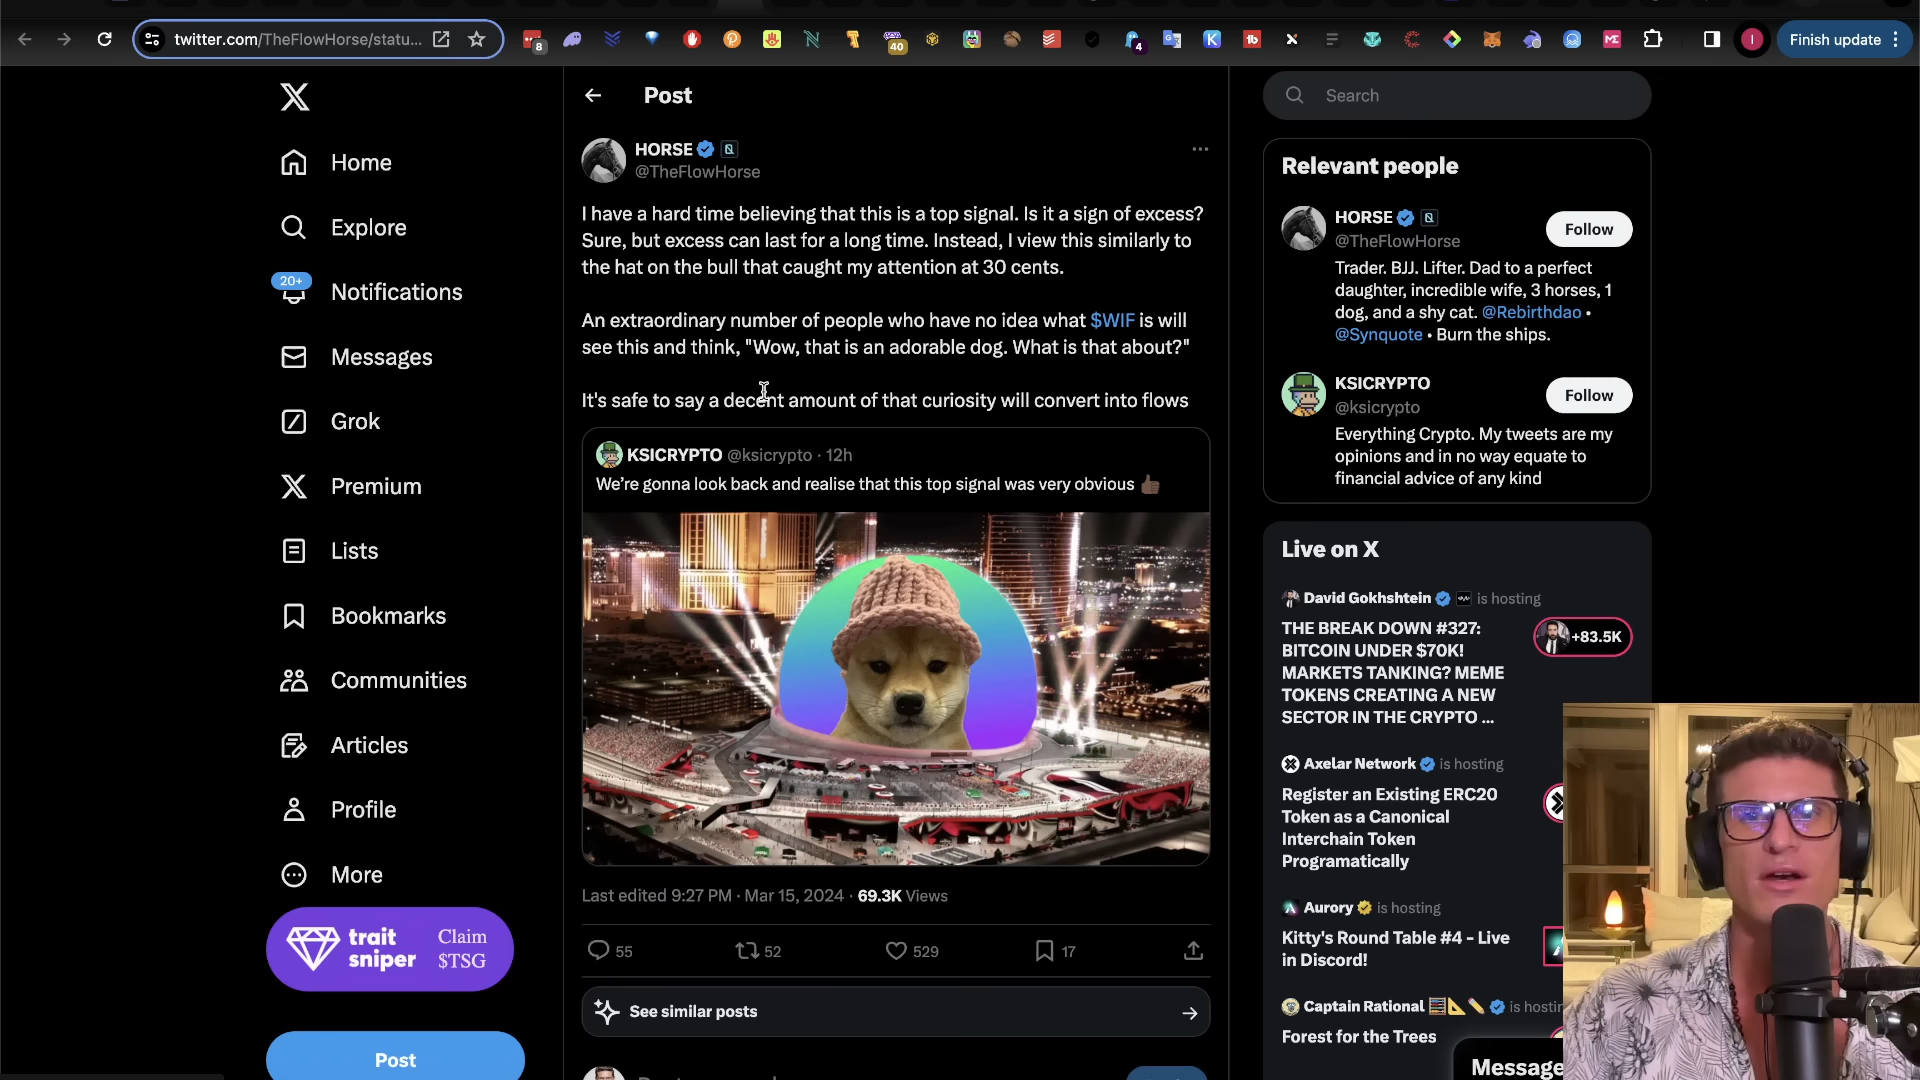 twitter.com/TheFlowHorse/statu...
8
40
4
Finish update
Home
Explore
20+
Notifications
Messages
Grok
Premium
Lists
Bookmarks
Communities
Articles
Profile
More
trait sniper
Claim $TSG
Post
Post
HORSE
@TheFlowHorse
I have a hard time believing that this is a top signal. Is it a sign of excess?
Sure, but excess can last for a long time. Instead, I view this similarly to
the hat on the bull that caught my attention at 30 cents.
An extraordinary number of people who have no idea what $WIF is will
see this and think, "Wow, that is an adorable dog. What is that about?"
It's safe to say a decent amount of that curiosity will convert into flows
KSICRYPTO @ksicrypto · 12h
We're gonna look back and realise that this top signal was very obvious 👍🏾
Last edited 9:27 PM · Mar 15, 2024 · 69.3K Views
55
52
529
17
See similar posts
Search
Relevant people
HORSE
@TheFlowHorse
Follow
Trader. BJJ. Lifter. Dad to a perfect
daughter, incredible wife, 3 horses, 1
dog, and a shy cat. @Rebirthdao •
@Synquote • Burn the ships.
KSICRYPTO
@ksicrypto
Follow
Everything Crypto. My tweets are my
opinions and in no way equate to
financial advice of any kind
Live on X
David Gokhshtein is hosting
THE BREAK DOWN #327:
BITCOIN UNDER $70K!
MARKETS TANKING? MEME
TOKENS CREATING A NEW
SECTOR IN THE CRYPTO ...
+83.5K
Axelar Network is hosting
Register an Existing ERC20
Token as a Canonical
Interchain Token
Programatically
Aurory is hosting
Kitty's Round Table #4 - Live
in Discord!
Captain Rational 🧮📐✏️ is hostin
Forest for the Trees
Message